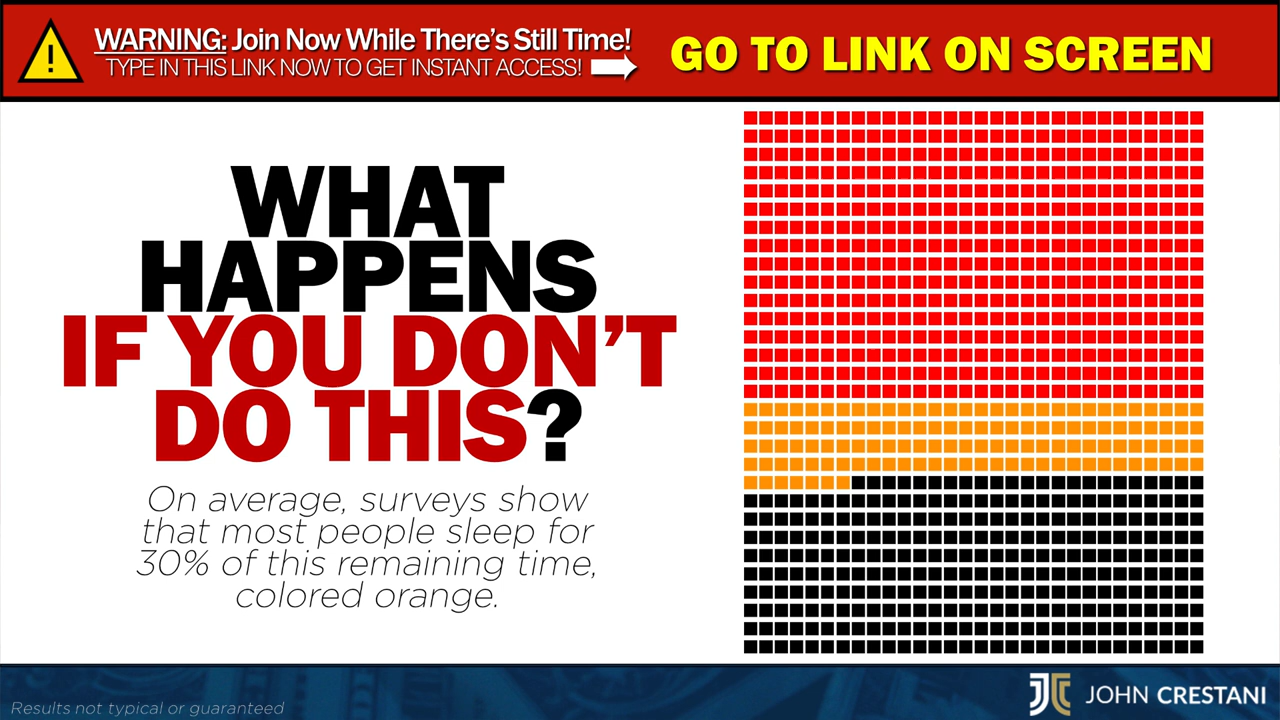 WARNING: Join Now While There's Still Time!
TYPE IN THIS LINK NOW TO GET INSTANT ACCESS!
GO TO LINK ON SCREEN
WHAT
HAPPENS
IF YOU DON'T
DO THIS?
On average, surveys show
that most people sleep for
30% of this remaining time,
colored orange.
Results not typical or guaranteed
JOHN CRESTANI